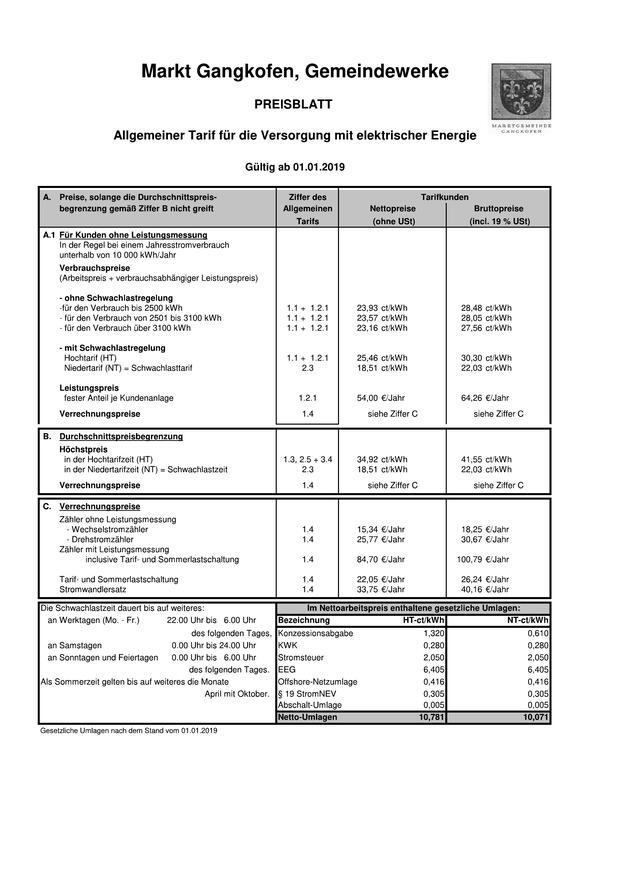 Markt Gangkofen, Gemeindewerke
PREISBLATT
MARKTGEMEINDE
GANGKOFEN
Allgemeiner Tarif für die Versorgung mit elektrischer Energie
Gültig ab 01.01.2019
A. Preise, solange die Durchschnittspreis- Ziffer des Tarifkunden
begrenzung gemäß Ziffer B nicht greift Allgemeinen Nettopreise Bruttopreise
Tarifs (ohne USt) (incl. 19 % USt)
A.1 Für Kunden ohne Leistungsmessung
In der Regel bei einem Jahresstromverbrauch
unterhalb von 10 000 kWh/Jahr
Verbrauchspreise
(Arbeitspreis + verbrauchsabhängiger Leistungspreis)
- ohne Schwachlastregelung
-für den Verbrauch bis 2500 kWh 1.1 + 1.2.1 23,93 ct/kWh 28,48 ct/kWh
- für den Verbrauch von 2501 bis 3100 kWh 1.1 + 1.2.1 23,57 ct/kWh 28,05 ct/kWh
- für den Verbrauch über 3100 kWh 1.1 + 1.2.1 23,16 ct/kWh 27,56 ct/kWh
- mit Schwachlastregelung
Hochtarif (HT) 1.1 + 1.2.1 25,46 ct/kWh 30,30 ct/kWh
Niedertarif (NT) = Schwachlasttarif 2.3 18,51 ct/kWh 22,03 ct/kWh
Leistungspreis
fester Anteil je Kundenanlage 1.2.1 54,00 €/Jahr 64,26 €/Jahr
Verrechnungspreise 1.4 siehe Ziffer C siehe Ziffer C
B. Durchschnittspreisbegrenzung
Höchstpreis
in der Hochtarifzeit (HT) 1.3, 2.5 + 3.4 34,92 ct/kWh 41,55 ct/kWh
in der Niedertarifzeit (NT) = Schwachlastzeit 2.3 18,51 ct/kWh 22,03 ct/kWh
Verrechnungspreise 1.4 siehe Ziffer C siehe Ziffer C
C. Verrechnungspreise
Zähler ohne Leistungsmessung
- Wechselstromzähler 1.4 15,34 €/Jahr 18,25 €/Jahr
- Drehstromzähler 1.4 25,77 €/Jahr 30,67 €/Jahr
Zähler mit Leistungsmessung
inclusive Tarif- und Sommerlastschaltung 1.4 84,70 €/Jahr 100,79 €/Jahr
Tarif- und Sommerlastschaltung 1.4 22,05 €/Jahr 26,24 €/Jahr
Stromwandlersatz 1.4 33,75 €/Jahr 40,16 €/Jahr
Die Schwachlastzeit dauert bis auf weiteres: Im Nettoarbeitspreis enthaltene gesetzliche Umlagen:
an Werktagen (Mo. - Fr.) 22.00 Uhr bis 6.00 Uhr Bezeichnung HT-ct/kWh NT-ct/kWh
des folgenden Tages, Konzessionsabgabe 1,320 0,610
an Samstagen 0.00 Uhr bis 24.00 Uhr KWK 0,280 0,280
an Sonntagen und Feiertagen 0.00 Uhr bis 6.00 Uhr Stromsteuer 2,050 2,050
des folgenden Tages. EEG 6,405 6,405
Als Sommerzeit gelten bis auf weiteres die Monate Offshore-Netzumlage 0,416 0,416
April mit Oktober. § 19 StromNEV 0,305 0,305
Abschalt-Umlage 0,005 0,005
Netto-Umlagen 10,781 10,071
Gesetzliche Umlagen nach dem Stand vom 01.01.2019